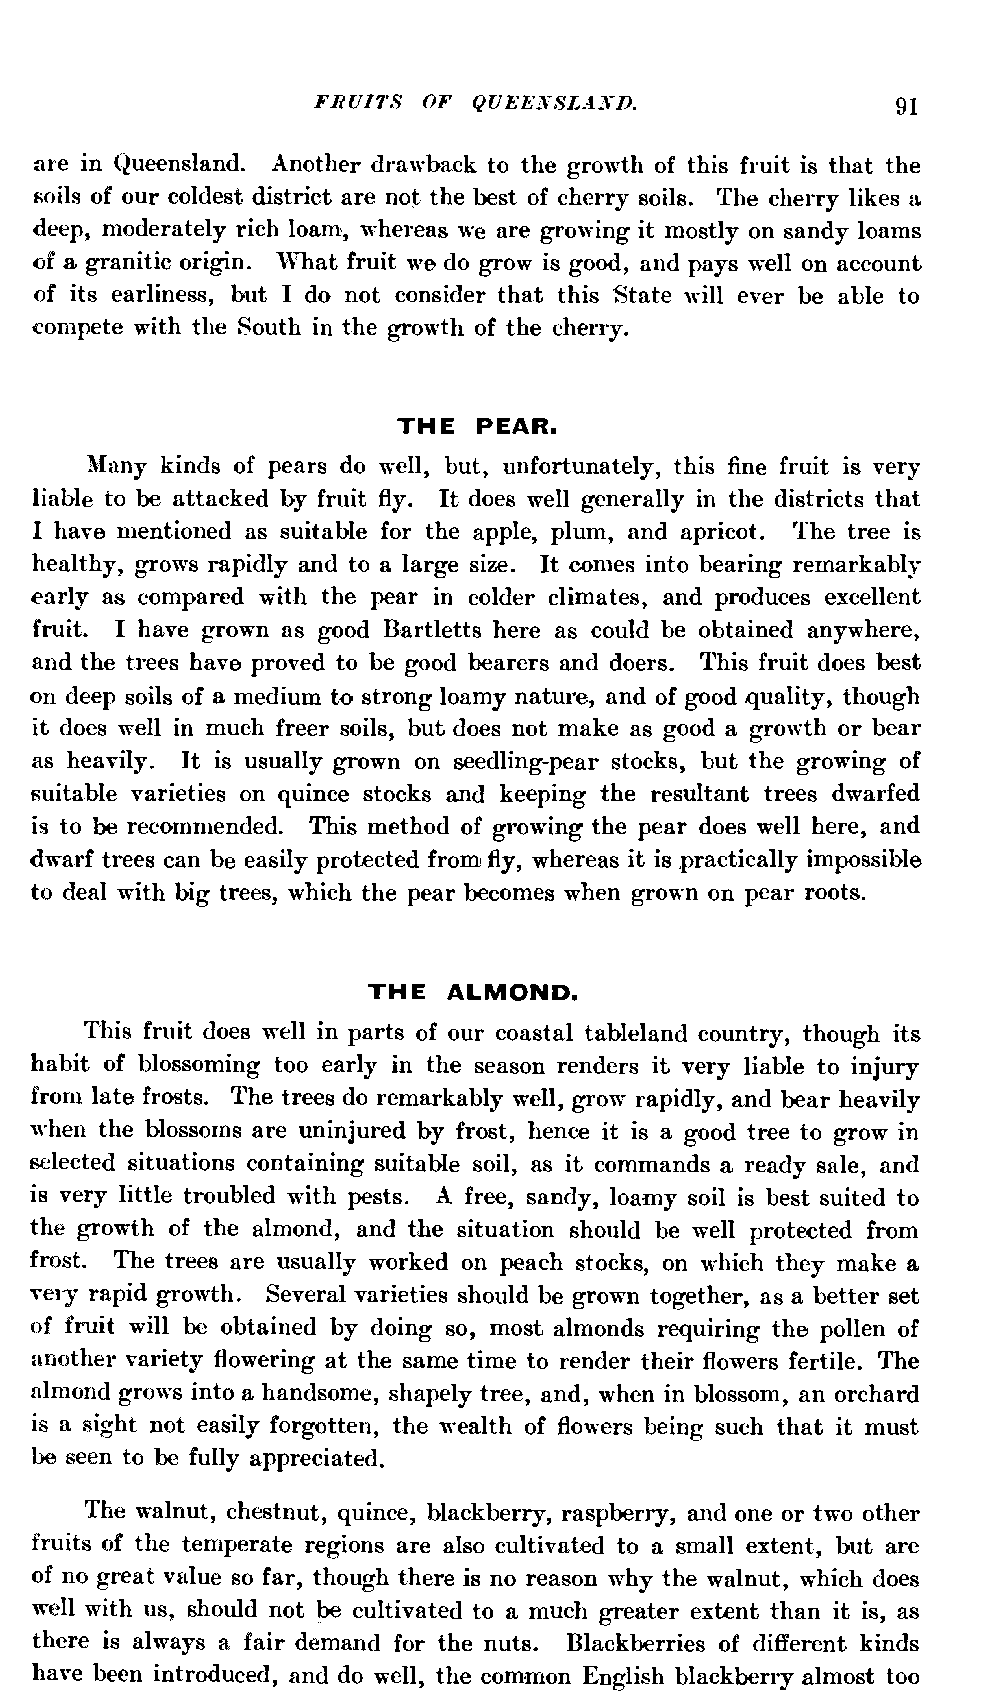 FRUITS OF QUEENSLAND. 91
are in Queensland. Another drawback to the growth of this fruit is that the
soils of our coldest district are not the best of cherry soils. The cherry likes a
deep, moderately rich loam, whereas we are growing it mostly on sandy loams
of a granitic origin. What fruit we do grow is good, and pays well on account
of its earliness, but I do not consider that this State will ever be able to
compete with the South in the growth of the cherry.
THE PEAR.
Many kinds of pears do well, but, unfortunately, this fine fruit is very
liable to be attacked by fruit fly. It does well generally in the districts that
I have mentioned as suitable for the apple, plum, and apricot. The tree is
healthy, grows rapidly and to a large size. It comes into bearing remarkably
early as compared with the pear in colder climates, and produces excellent
fruit. I have grown as good Bartletts here as could be obtained anywhere,
and the trees have proved to be good bearers and doers. This fruit does best
on deep soils of a medium to strong loamy nature, and of good quality, though
it does well in much freer soils, but does not make as good a growth or bear
as heavily. It is usually grown on seedling-pear stocks, but the growing of
suitable varieties on quince stocks and keeping the resultant trees dwarfed
is to be recommended. This method of growing the pear does well here, and
dwarf trees can be easily protected from fly, whereas it is practically impossible
to deal with big trees, which the pear becomes when grown on pear roots.
THE ALMOND.
This fruit does well in parts of our coastal tableland country, though its
habit of blossoming too early in the season renders it very liable to injury
from late frosts. The trees do remarkably well, grow rapidly, and bear heavily
when the blossoms are uninjured by frost, hence it is a good tree to grow in
selected situations containing suitable soil, as it commands a ready sale, and
is very little troubled with pests. A free, sandy, loamy soil is best suited to
the growth of the almond, and the situation should be well protected from
frost. The trees are usually worked on peach stocks, on which they make a
very rapid growth. Several varieties should be grown together, as a better set
of fruit will be obtained by doing so, most almonds requiring the pollen of
another variety flowering at the same time to render their flowers fertile. The
almond grows into a handsome, shapely tree, and, when in blossom, an orchard
is a sight not easily forgotten, the wealth of flowers being such that it must
be seen to be fully appreciated.
The walnut, chestnut, quince, blackberry, raspberry, and one or two other
fruits of the temperate regions are also cultivated to a small extent, but are
of no great value so far, though there is no reason why the walnut, which does
well with us, should not be cultivated to a much greater extent than it is, as
there is always a fair demand for the nuts. Blackberries of different kinds
have been introduced, and do well, the common English blackberry almost too